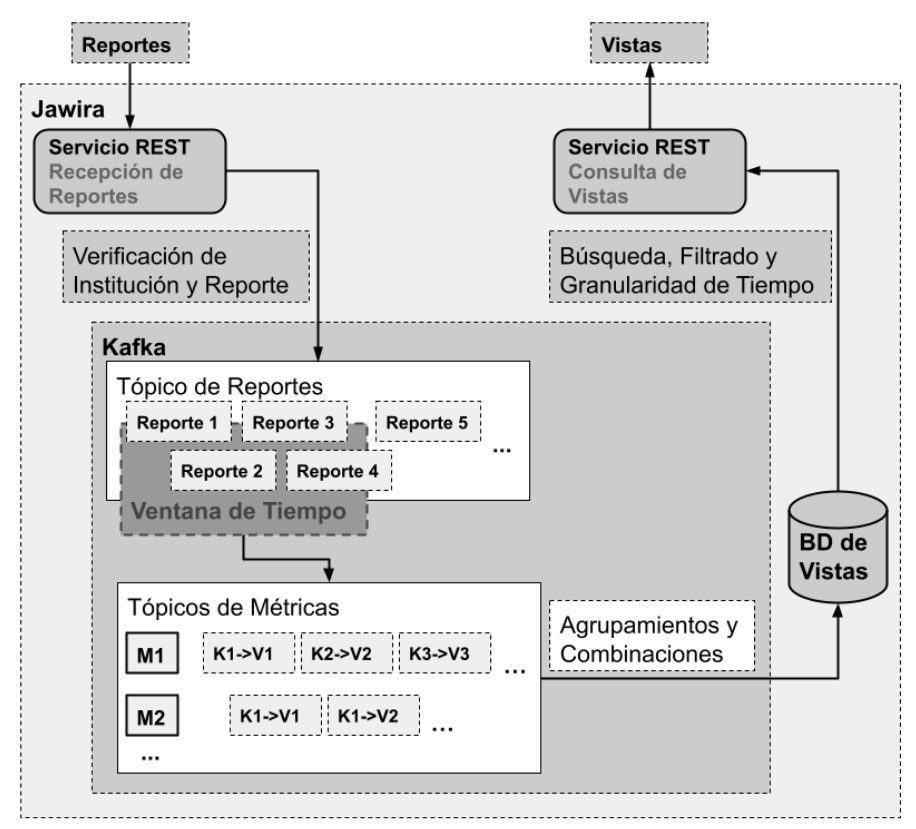 Reportes
Vistas
Jawira
Servicio REST
Recepción de
Reportes
Servicio REST
Consulta de
Vistas
Verificación de
Institución y Reporte
Búsqueda, Filtrado y
Granularidad de Tiempo
Kafka
Tópico de Reportes
Reporte 1
Reporte 3
Reporte 5
...
Reporte 2
Reporte 4
Ventana de Tiempo
BD de
Vistas
Tópicos de Métricas
M1
K1->V1
K2->V2
K3->V3
...
M2
K1->V1
K1->V2
...
...
Agrupamientos y
Combinaciones